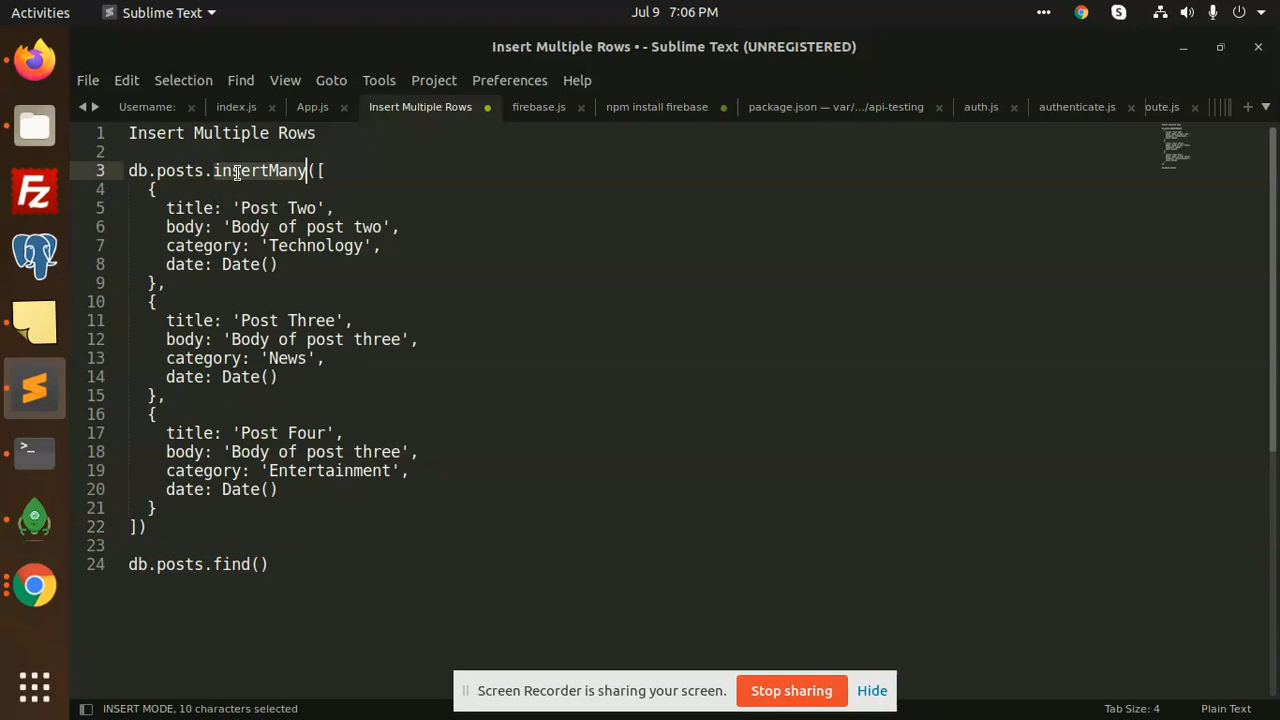 Activities
Sublime Text
Jul 9 7:06 PM
Insert Multiple Rows • - Sublime Text (UNREGISTERED)
File Edit Selection Find View Goto Tools Project Preferences Help
Username: index.js App.js Insert Multiple Rows firebase.js npm install firebase package.json — var/…/api-testing auth.js authenticate.js oute.js
1 Insert Multiple Rows
2
3 db.posts.insertMany([
4 {
5 title: 'Post Two',
6 body: 'Body of post two',
7 category: 'Technology',
8 date: Date()
9 },
10 {
11 title: 'Post Three',
12 body: 'Body of post three',
13 category: 'News',
14 date: Date()
15 },
16 {
17 title: 'Post Four',
18 body: 'Body of post three',
19 category: 'Entertainment',
20 date: Date()
21 }
22 ])
23
24 db.posts.find()
Screen Recorder is sharing your screen. Stop sharing Hide
INSERT MODE, 10 characters selected
Tab Size: 4 Plain Text